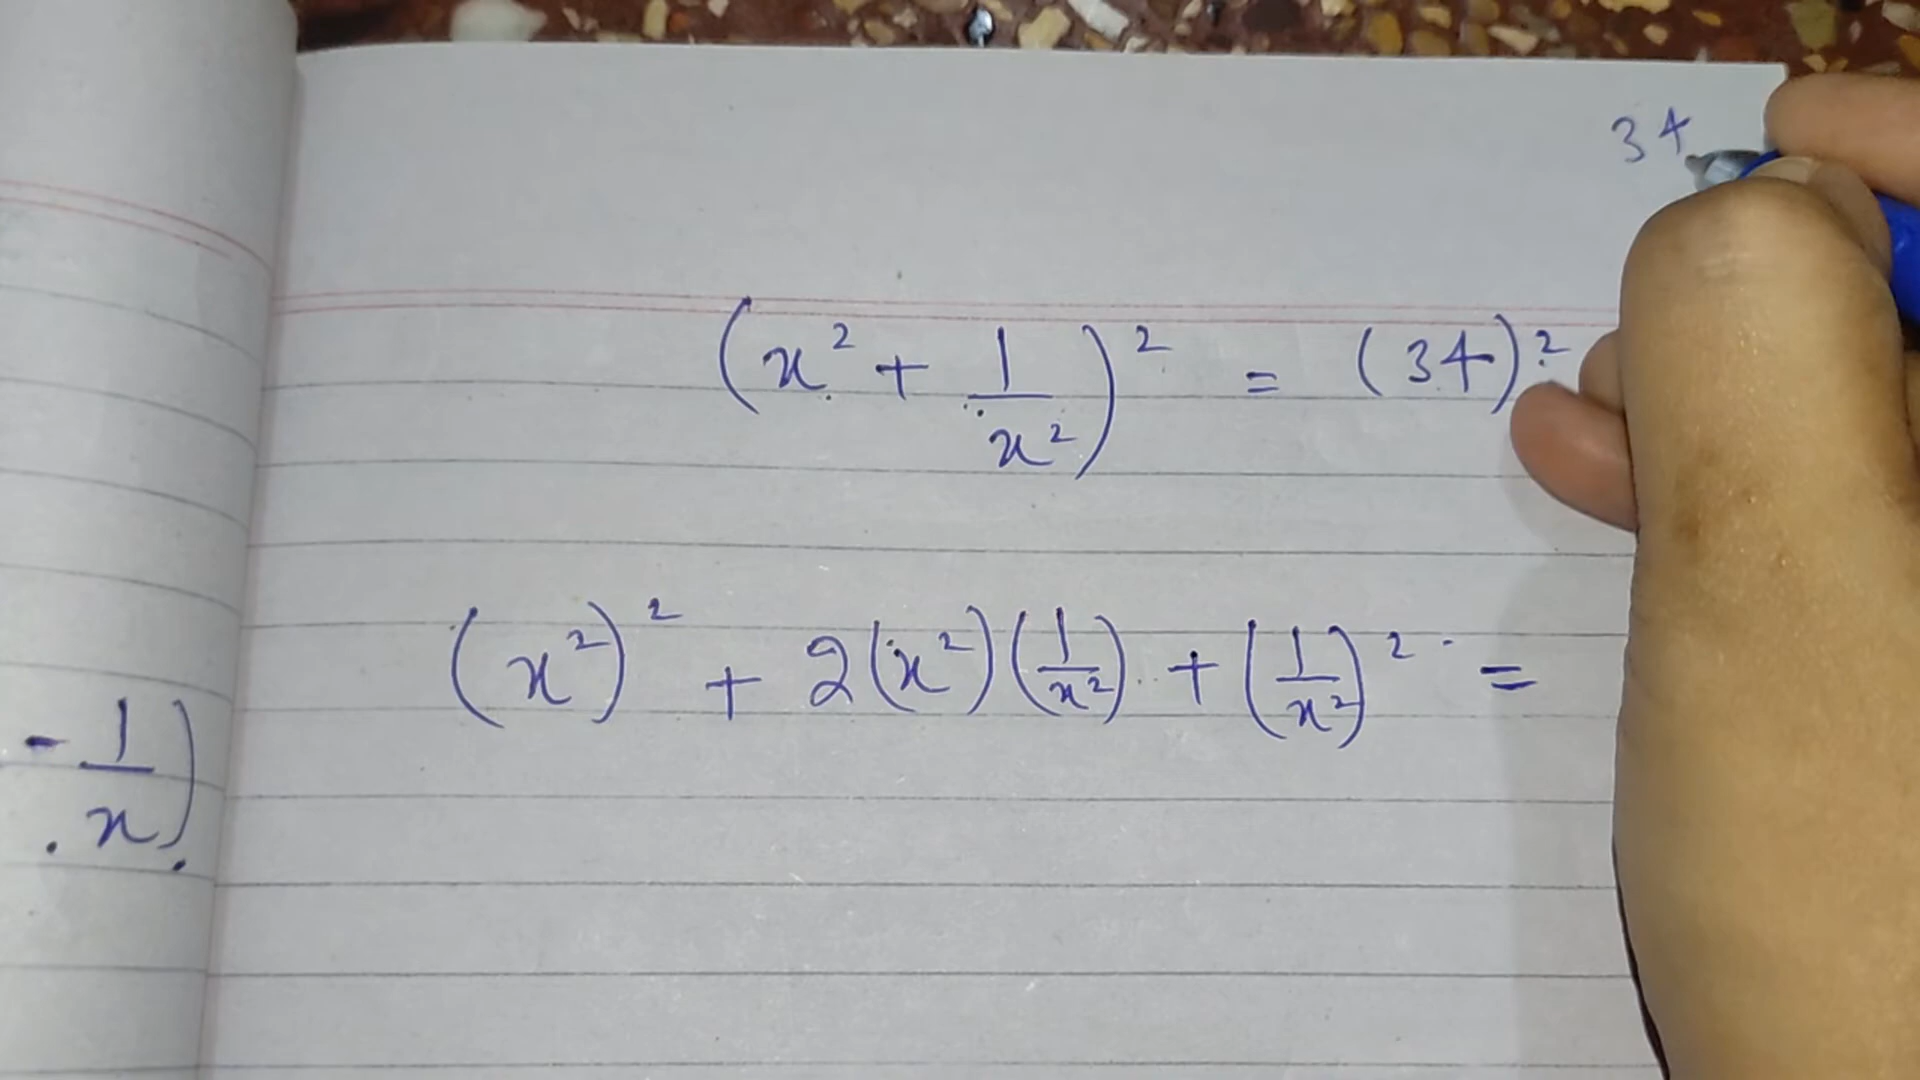 34
(x² + 1/x²)² = (34)²
(x²)² + 2(x²)(1/x²) + (1/x²)² =
- 1/x)